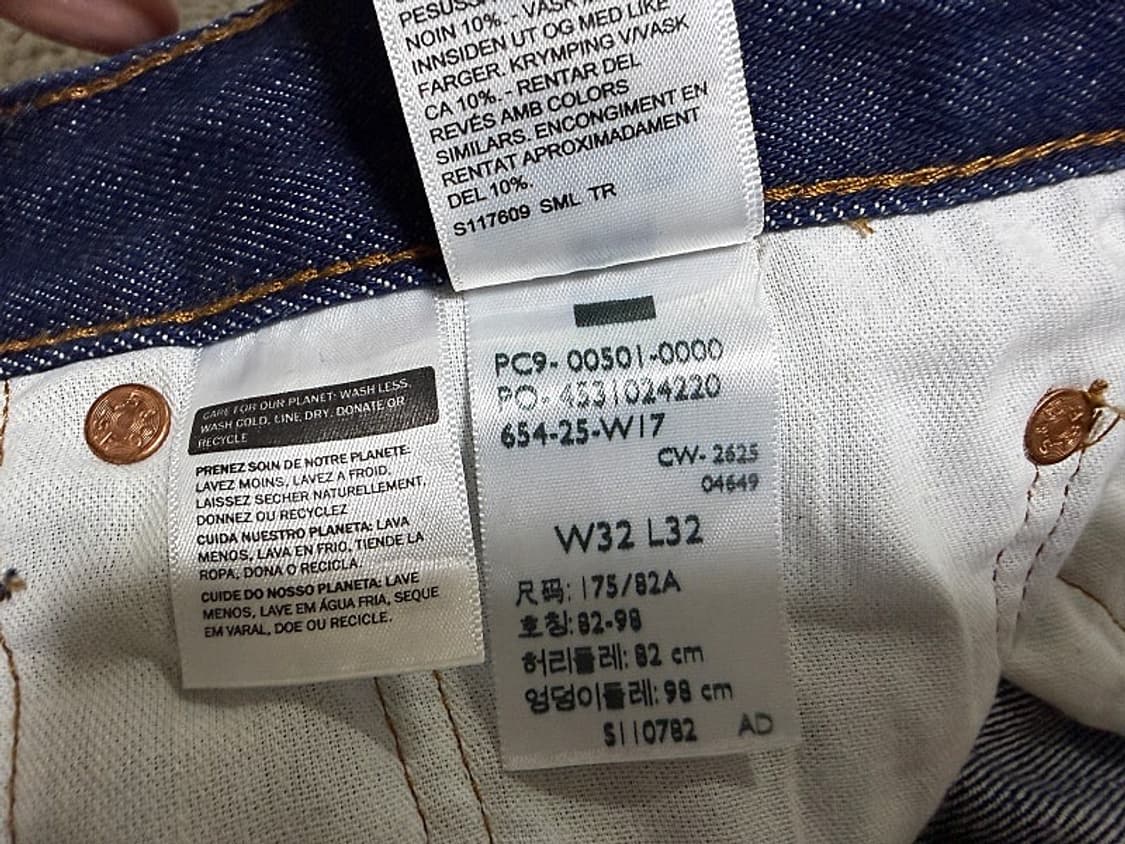 PESUSS
NOIN 10%. - VASK
INNSIDEN UT OG MED LIKE
FARGER. KRYMPING V/VASK
CA 10%. - RENTAR DEL
REVÉS AMB COLORS
SIMILARS. ENCONGIMENT EN
RENTAT APROXIMADAMENT
DEL 10%.
S117609 SML TR
CARE FOR OUR PLANET: WASH LESS,
WASH COLD, LINE DRY, DONATE OR
RECYCLE
PRENEZ SOIN DE NOTRE PLANETE:
LAVEZ MOINS, LAVEZ A FROID,
LAISSEZ SECHER NATURELLEMENT,
DONNEZ OU RECYCLEZ
CUIDA NUESTRO PLANETA: LAVA
MENOS, LAVA EN FRIO, TIENDE LA
ROPA, DONA O RECICLA.
CUIDE DO NOSSO PLANETA: LAVE
MENOS, LAVE EM ÁGUA FRIA, SEQUE
EM VARAL, DOE OU RECICLE.
PC9- 00501-0000
PO- 4531024220
654-25-W17
CW- 2625
04649
W32 L32
尺码: 175/82A
호칭: 82-98
허리둘레: 82 cm
엉덩이둘레: 98 cm
S110782 AD